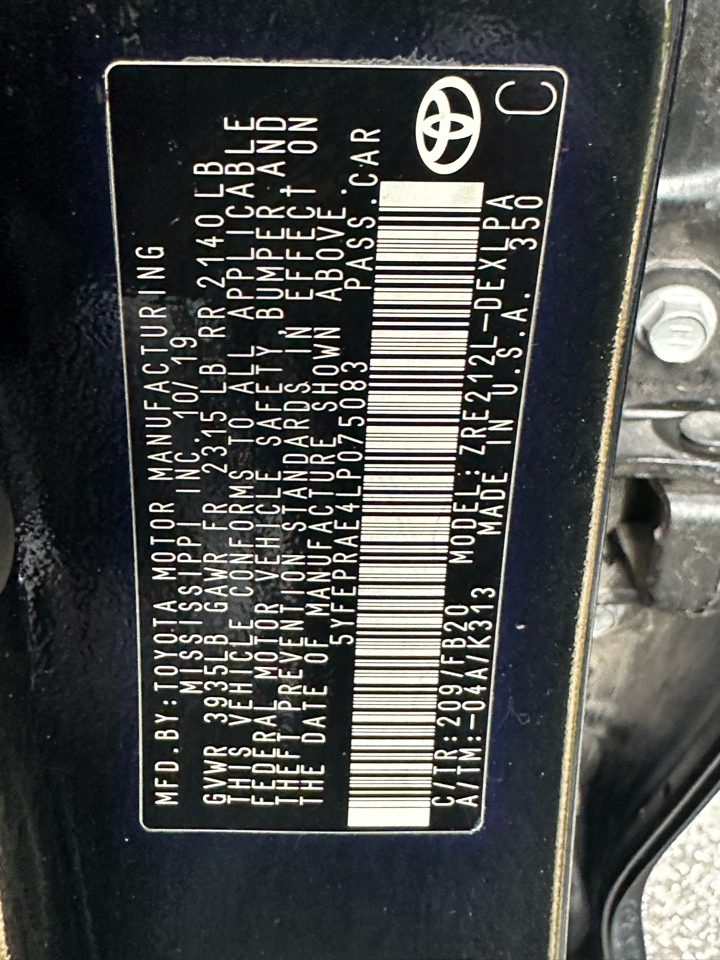 MFD.BY:TOYOTA MOTOR MANUFACTURING
MISSISSIPPI INC. 10/19
GVWR 3935LB GAWR FR 2315 LB RR 2140 LB
THIS VEHICLE CONFORMS TO ALL APPLICABLE
FEDERAL MOTOR VEHICLE SAFETY, BUMPER AND
THEFT PREVENTION STANDARDS IN EFFECT ON
THE DATE OF MANUFACTURE SHOWN ABOVE.
5YFEPRAE4LP075083 PASS.CAR
C/TR:209/FB20 MODEL:ZRE212L-DEXLPA
A/TM:-04A/K313 MADE IN U.S.A. 350
C